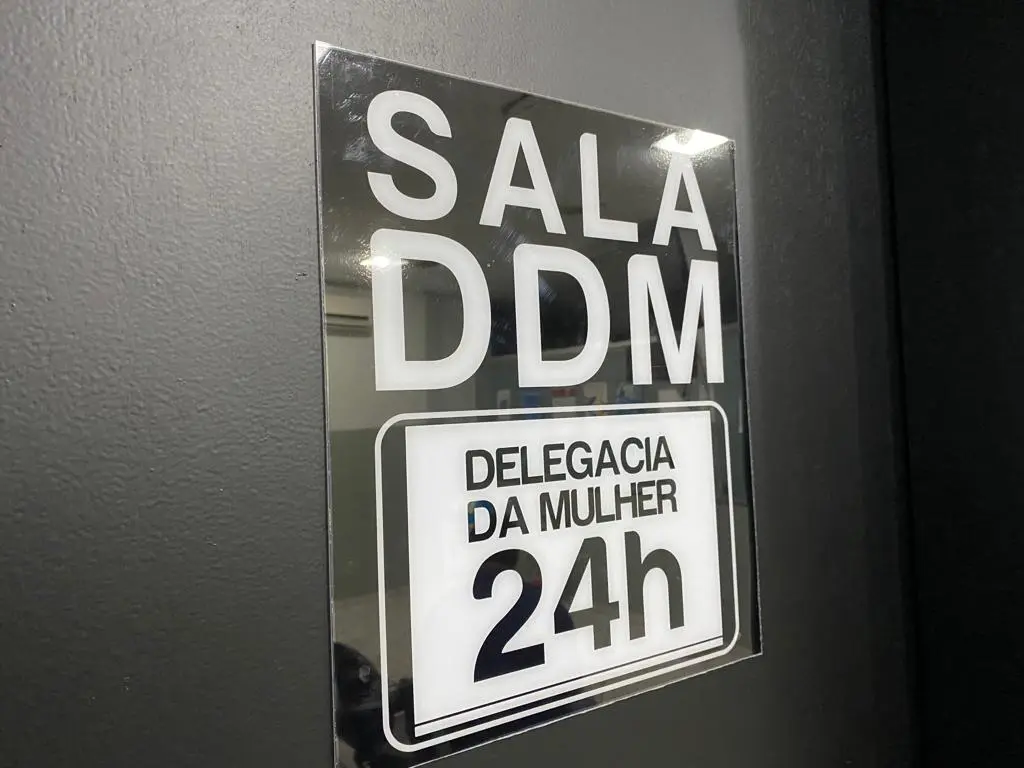 SALA
DDM
DELEGACIA
DA MULHER
24h